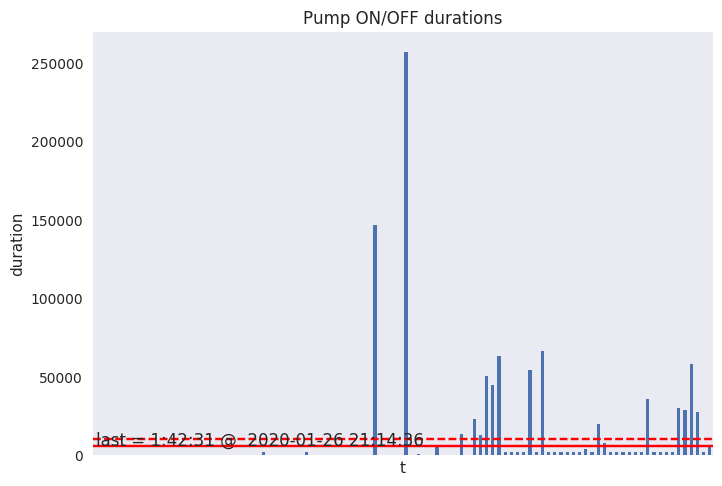 Pump ON/OFF durations
250000
200000
150000
100000
50000
0
duration
last = 1:42:31 @ 2020-01-26 21:14:36
t